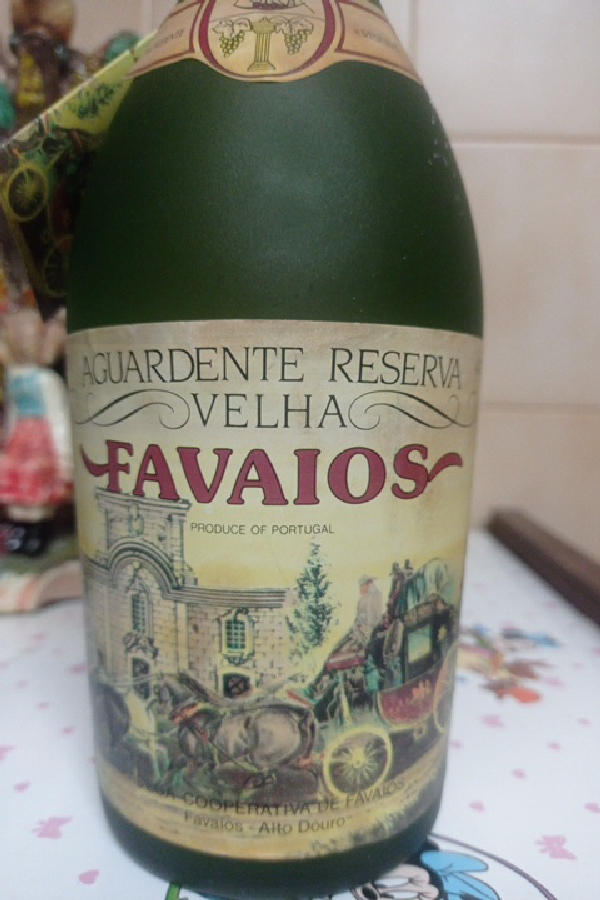 AGUARDENTE RESERVA
VELHA
FAVAIOS
PRODUCE OF PORTUGAL
COOPERATIVA DE FAVAIOS
Favaios - Alto Douro